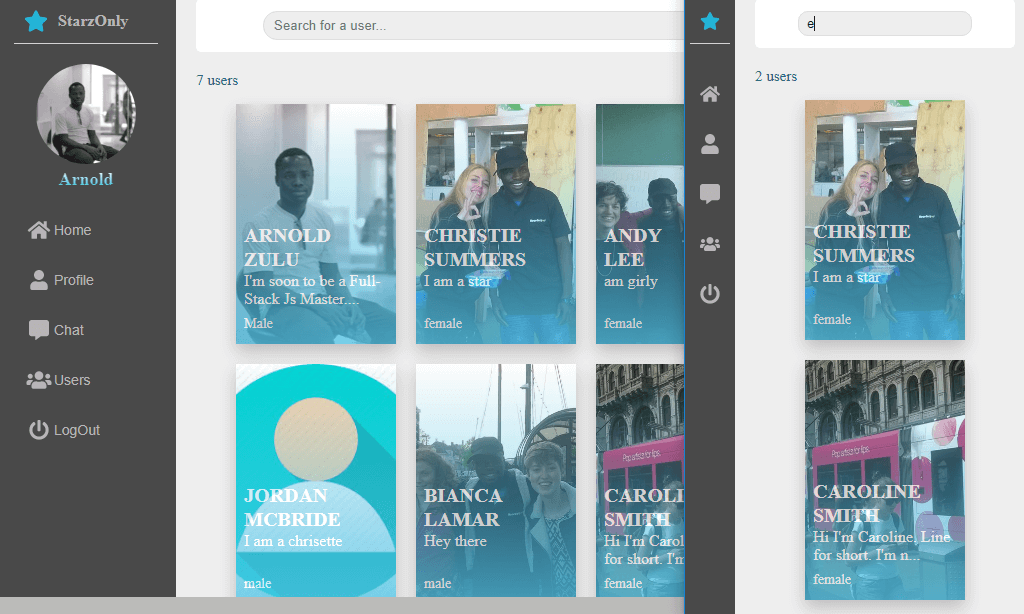 StarzOnly
Arnold
Home
Profile
Chat
Users
LogOut
Search for a user...
7 users
ARNOLD
ZULU
I'm soon to be a Full-
Stack Js Master....
Male
CHRISTIE
SUMMERS
I am a star
female
ANDY
LEE
am girly
female
JORDAN
MCBRIDE
I am a chrisette
male
BIANCA
LAMAR
Hey there
male
CAROLI
SMITH
Hi I'm Carol
for short. I'm
female
e
2 users
CHRISTIE
SUMMERS
I am a star
female
CAROLINE
SMITH
Hi I'm Caroline, Line
for short. I'm n...
female